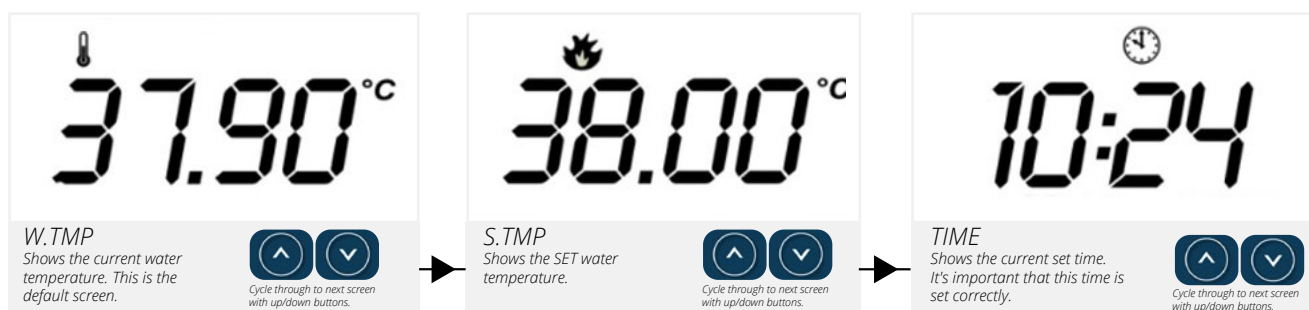 37.90°C
W.TMP
Shows the current water
temperature. This is the
default screen.
Cycle through to next screen
with up/down buttons.
38.00°C
S.TMP
Shows the SET water
temperature.
Cycle through to next screen
with up/down buttons.
10:24
TIME
Shows the current set time.
It's important that this time is
set correctly.
Cycle through to next screen
with up/down buttons.